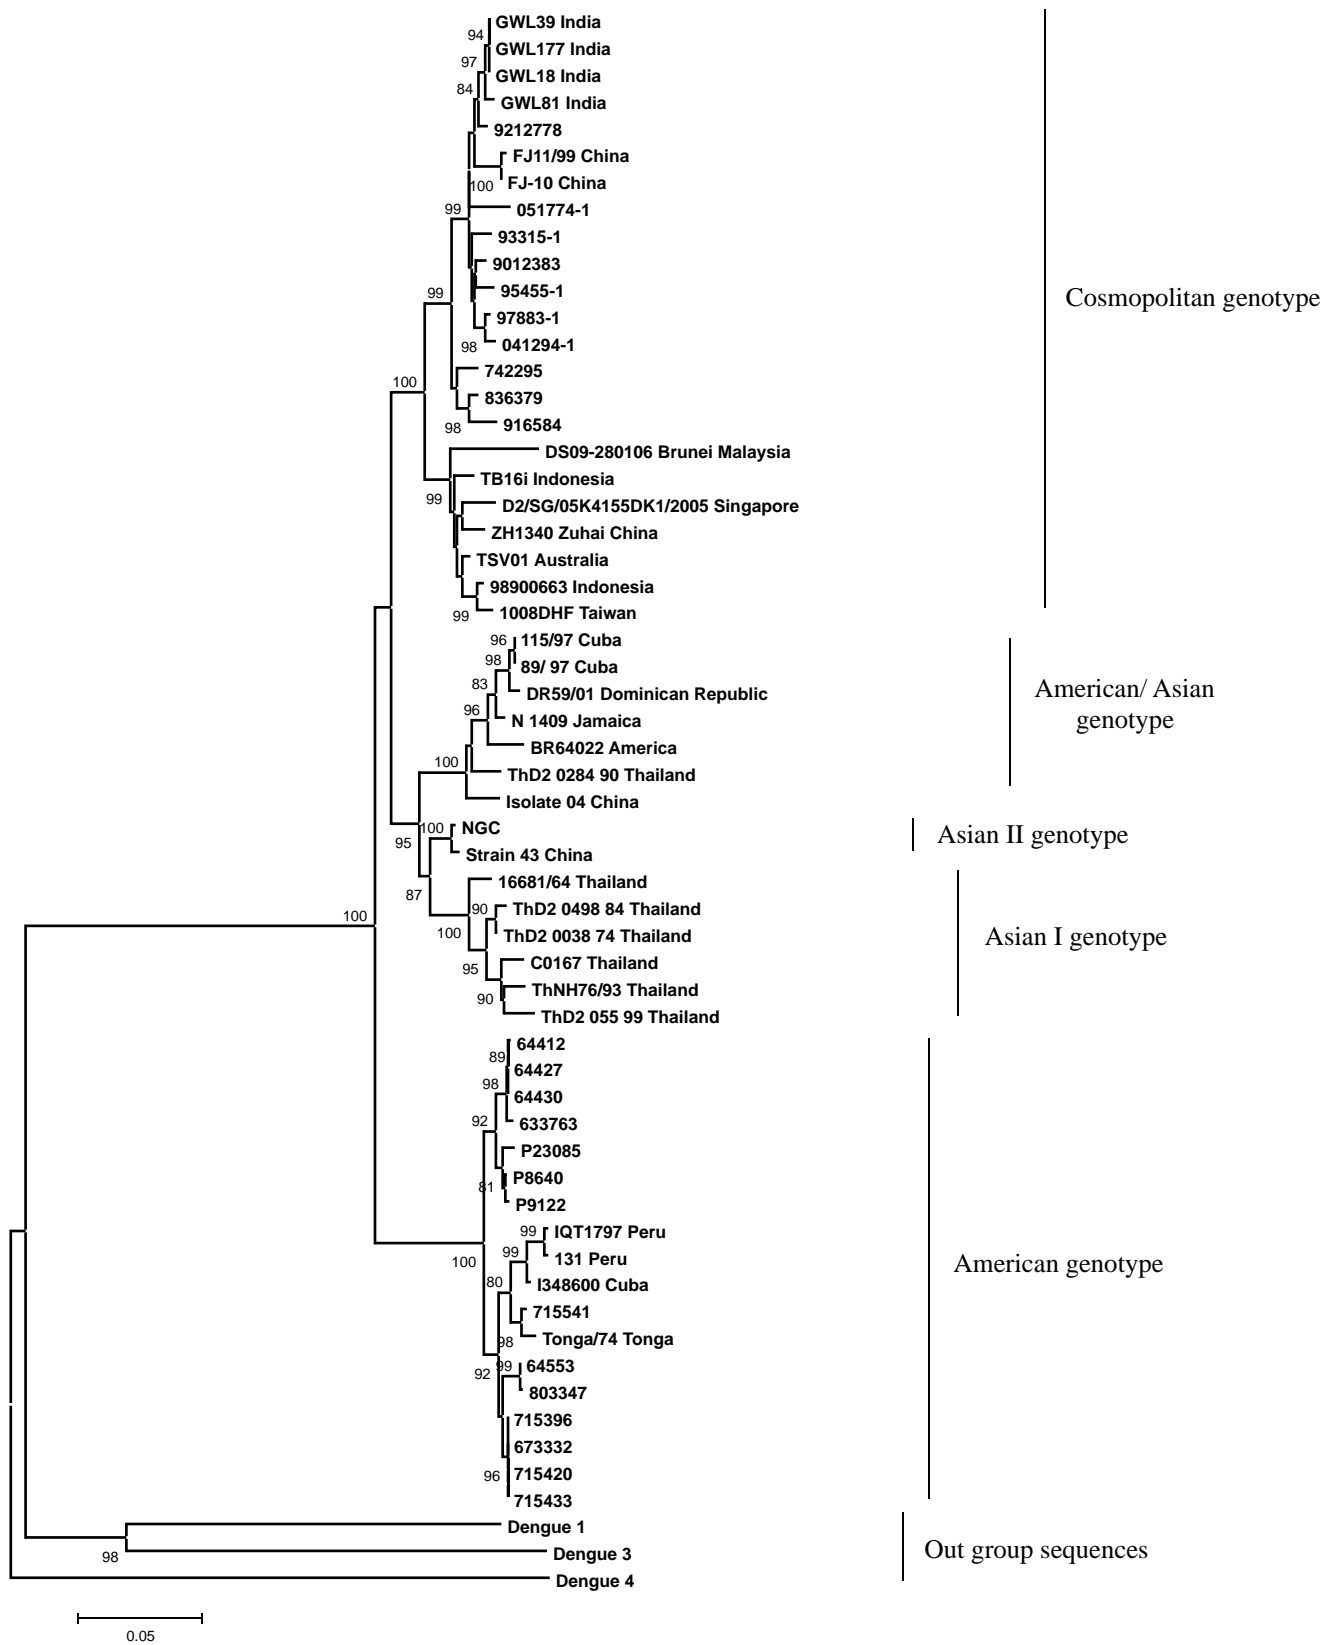 GWL39 India
94
GWL177 India
97
GWL18 India
84
GWL81 India
9212778
FJ11/99 China
100
FJ-10 China
99
051774-1
93315-1
9012383
99
95455-1
Cosmopolitan genotype
97883-1
98
041294-1
742295
100
836379
98
916584
DS09-280106 Brunei Malaysia
TB16i Indonesia
99
D2/SG/05K4155DK1/2005 Singapore
ZH1340 Zuhai China
TSV01 Australia
98900663 Indonesia
99
1008DHF Taiwan
96
115/97 Cuba
98
89/ 97 Cuba
83
DR59/01 Dominican Republic
American/ Asian
genotype
96
N 1409 Jamaica
BR64022 America
100
ThD2 0284 90 Thailand
Isolate 04 China
100
NGC
Asian II genotype
95
Strain 43 China
87
16681/64 Thailand
90
ThD2 0498 84 Thailand
100
ThD2 0038 74 Thailand
Asian I genotype
100
95
C0167 Thailand
90
ThNH76/93 Thailand
ThD2 055 99 Thailand
64412
89
64427
98
64430
92
633763
P23085
81
P8640
P9122
99
IQT1797 Peru
99
131 Peru
American genotype
100
80
I348600 Cuba
715541
98
Tonga/74 Tonga
92
99
64553
803347
715396
673332
96
715420
715433
Dengue 1
98
Dengue 3
Out group sequences
Dengue 4
0.05